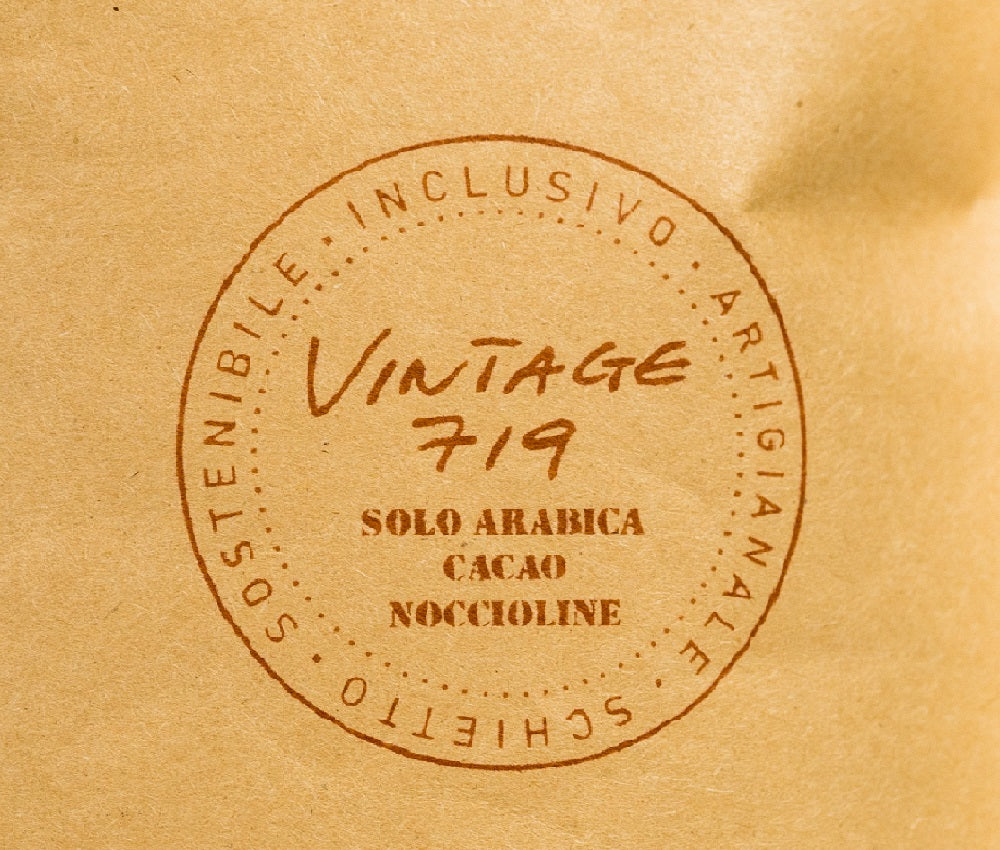 SOSTENIBILE · INCLUSIVO · ARTIGIANALE · SCHIETTO ·
VINTAGE
719
SOLO ARABICA
CACAO
NOCCIOLINE